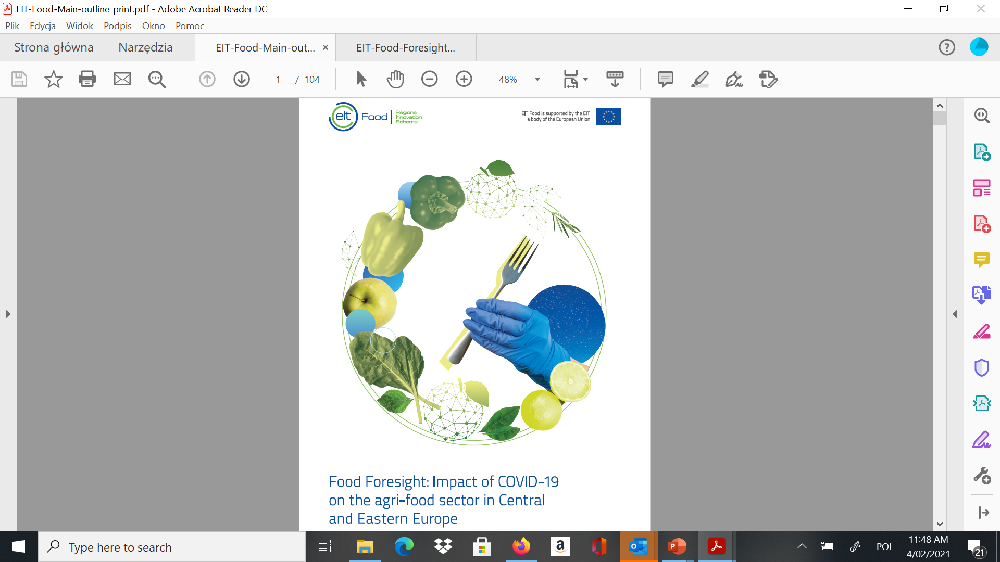 EIT-Food-Main-outline_print.pdf - Adobe Acrobat Reader DC
Plik Edycja Widok Podpis Okno Pomoc
Strona główna Narzędzia EIT-Food-Main-out... EIT-Food-Foresight...
1 / 104 48%
eit Food
Regional
Innovation
Scheme
EIT Food is supported by the EIT
a body of the European Union
Food Foresight: Impact of COVID-19
on the agri-food sector in Central
and Eastern Europe
Type here to search
POL
11:48 AM
4/02/2021
21